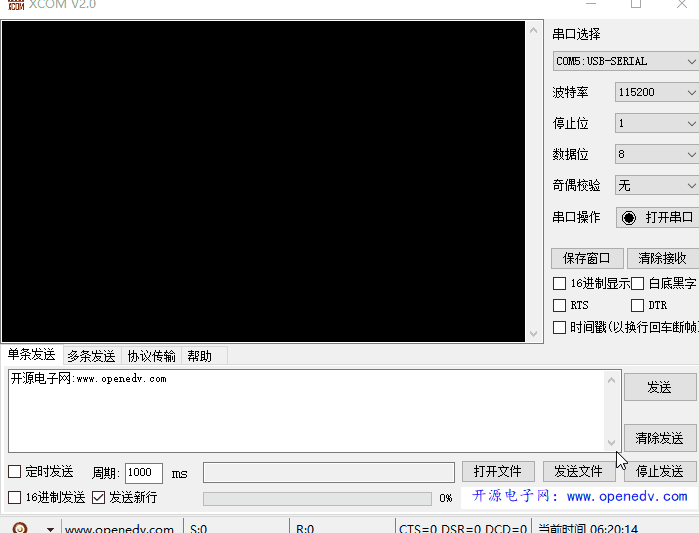 XCOM V2.0
串口选择
COM5:USB-SERIAL
波特率 115200
停止位 1
数据位 8
奇偶校验 无
串口操作 打开串口
保存窗口 清除接收
16进制显示 白底黑字
RTS DTR
时间戳(以换行回车断帧)
单条发送 多条发送 协议传输 帮助
开源电子网:www.openedv.com
发送
清除发送
定时发送 周期: 1000 ms 打开文件 发送文件 停止发送
16进制发送 发送新行 0% 开源电子网: www.openedv.com
www.openedv.com S:0 R:0 CTS=0 DSR=0 DCD=0 当前时间 06:20:14